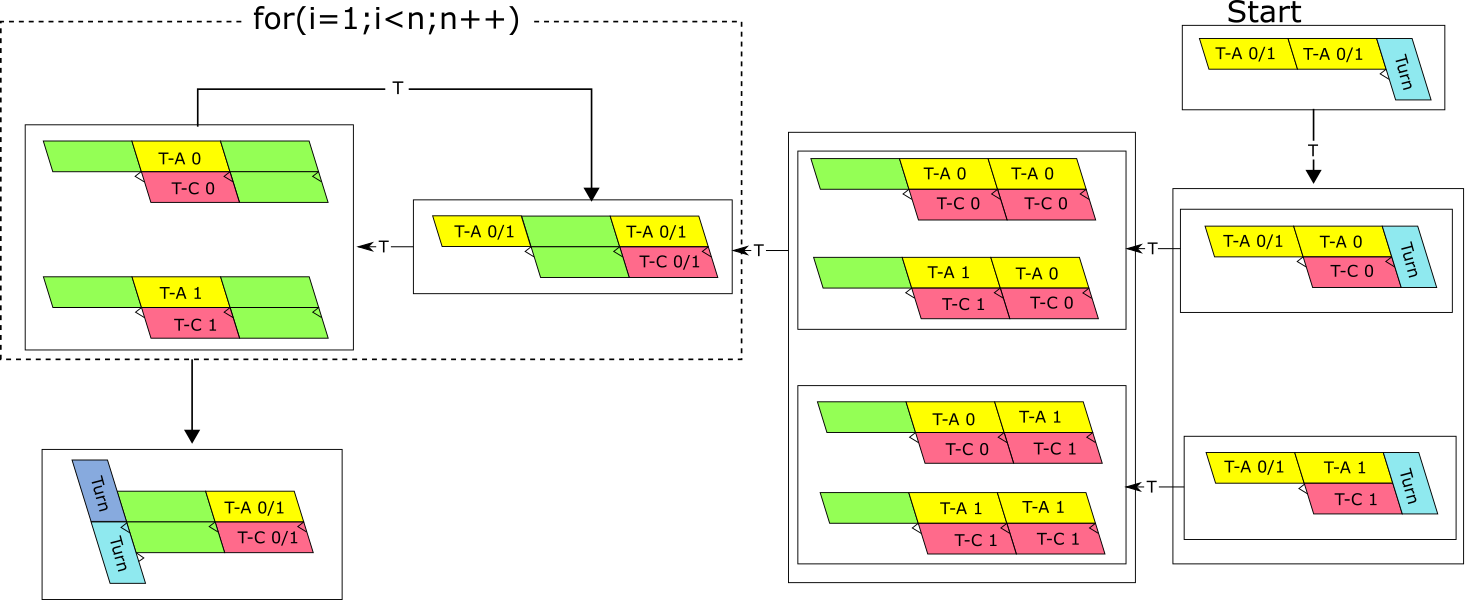 for(i=1;i<n;n++)
Start
T-A 0/1 T-A 0/1 Turn
T
T
T-A 0
T-C 0
T-A 1
T-C 1
T
T-A 0/1 T-A 0/1
T-C 0/1
T
T-A 0 T-A 0
T-C 0 T-C 0
T-A 1 T-A 0
T-C 1 T-C 0
T-A 0 T-A 1
T-C 0 T-C 1
T-A 1 T-A 1
T-C 1 T-C 1
T
T
T-A 0/1 T-A 0 Turn
T-C 0
T-A 0/1 T-A 1 Turn
T-C 1
Turn
T-A 0/1
Turn
T-C 0/1